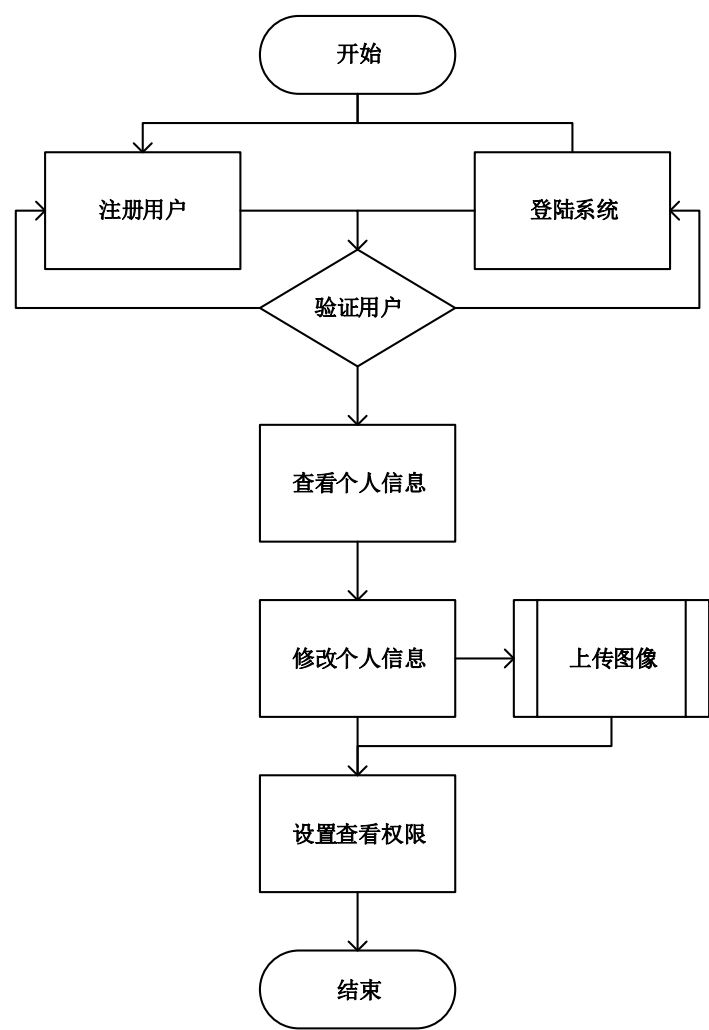 开始
注册用户
登陆系统
验证用户
查看个人信息
修改个人信息
上传图像
设置查看权限
结束